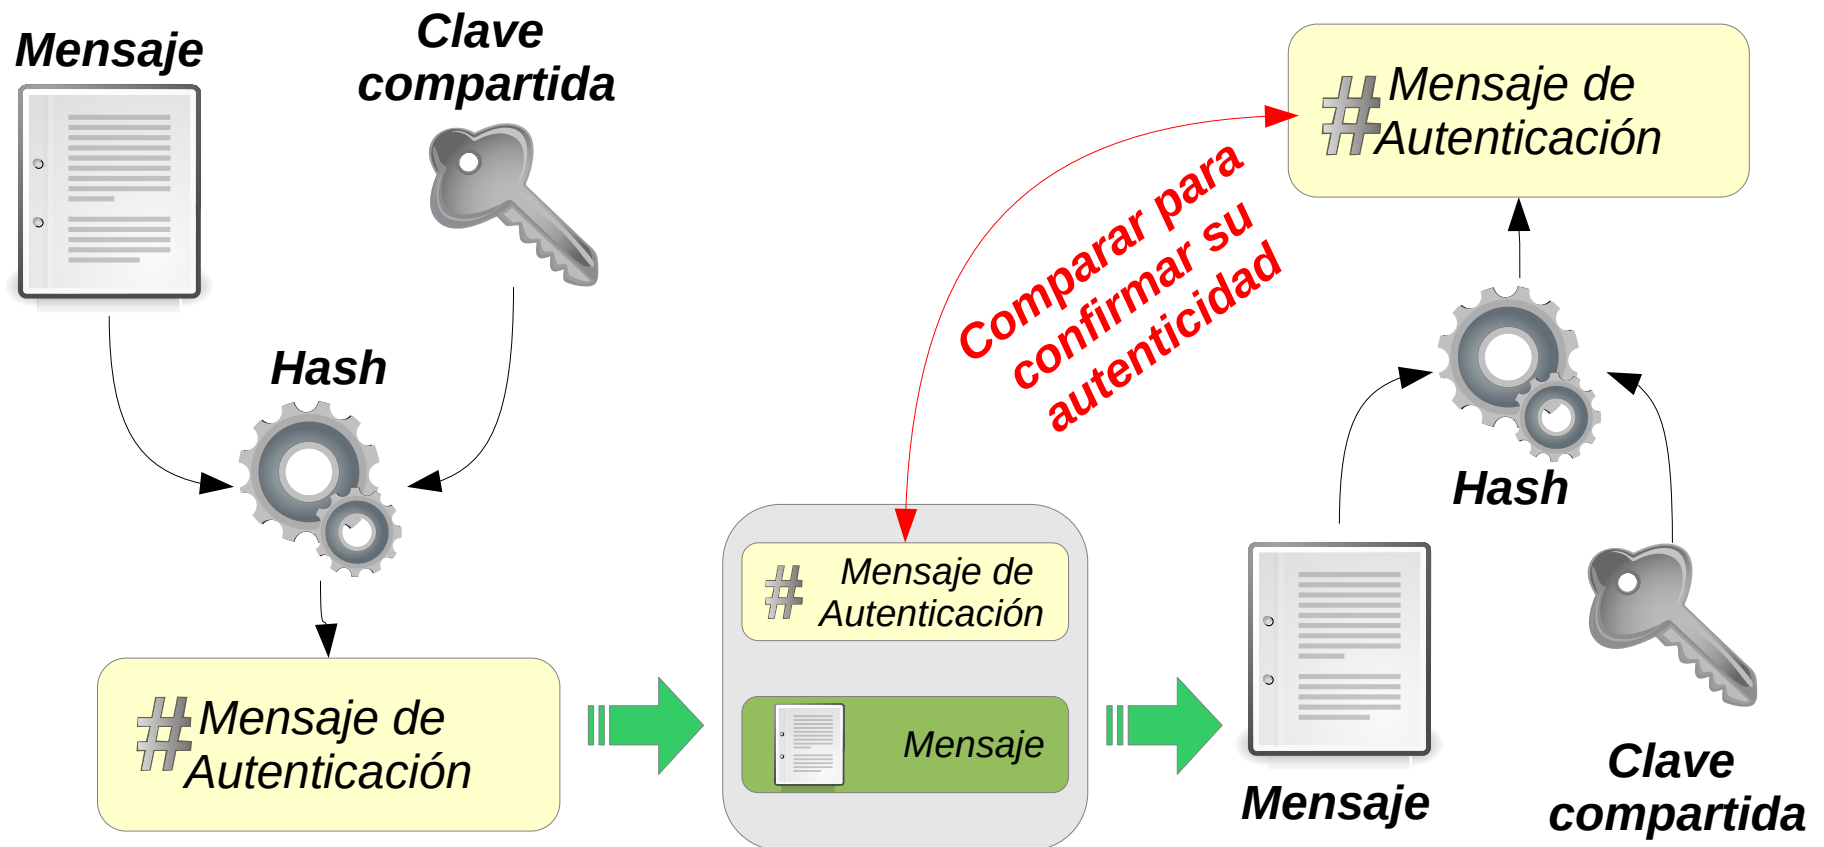 Mensaje
Clave
compartida
Hash
# Mensaje de
Autenticación
# Mensaje de
Autenticación
Mensaje
Comparar para
confirmar su
autenticidad
# Mensaje de
Autenticación
Hash
Mensaje
Clave
compartida